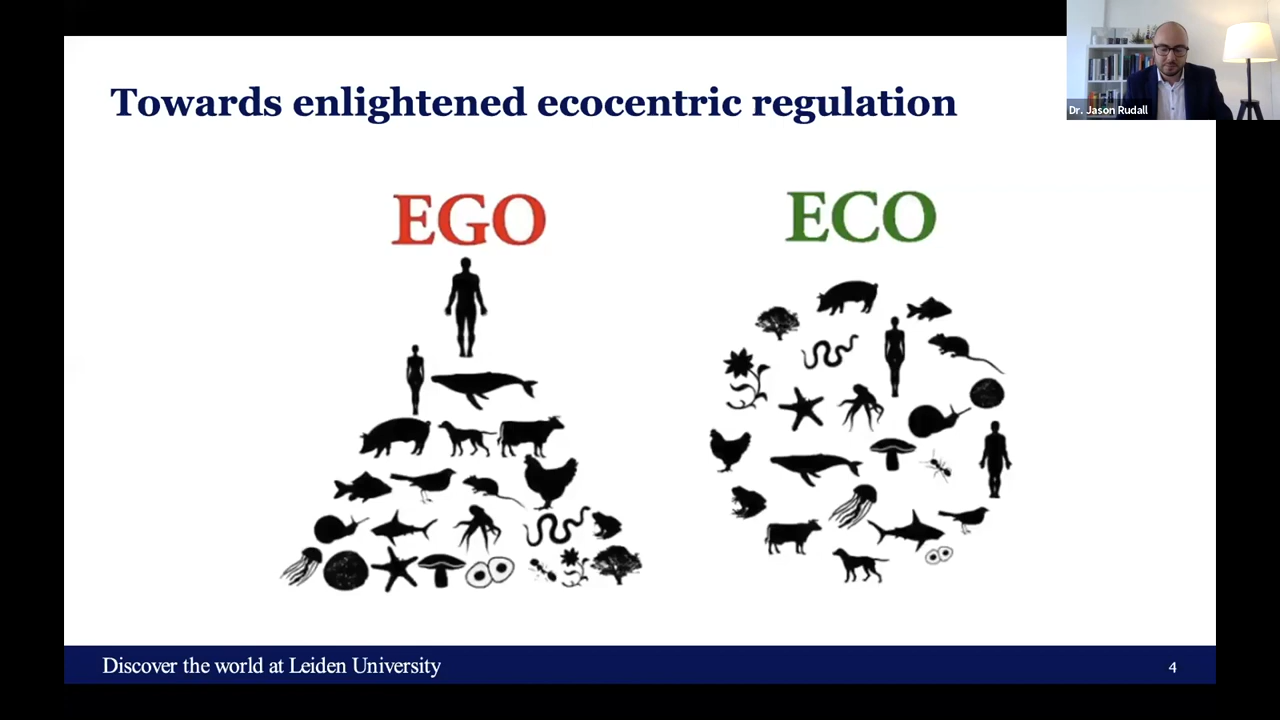 Towards enlightened ecocentric regulation
Dr. Jason Rudall
EGO
ECO
Discover the world at Leiden University
4